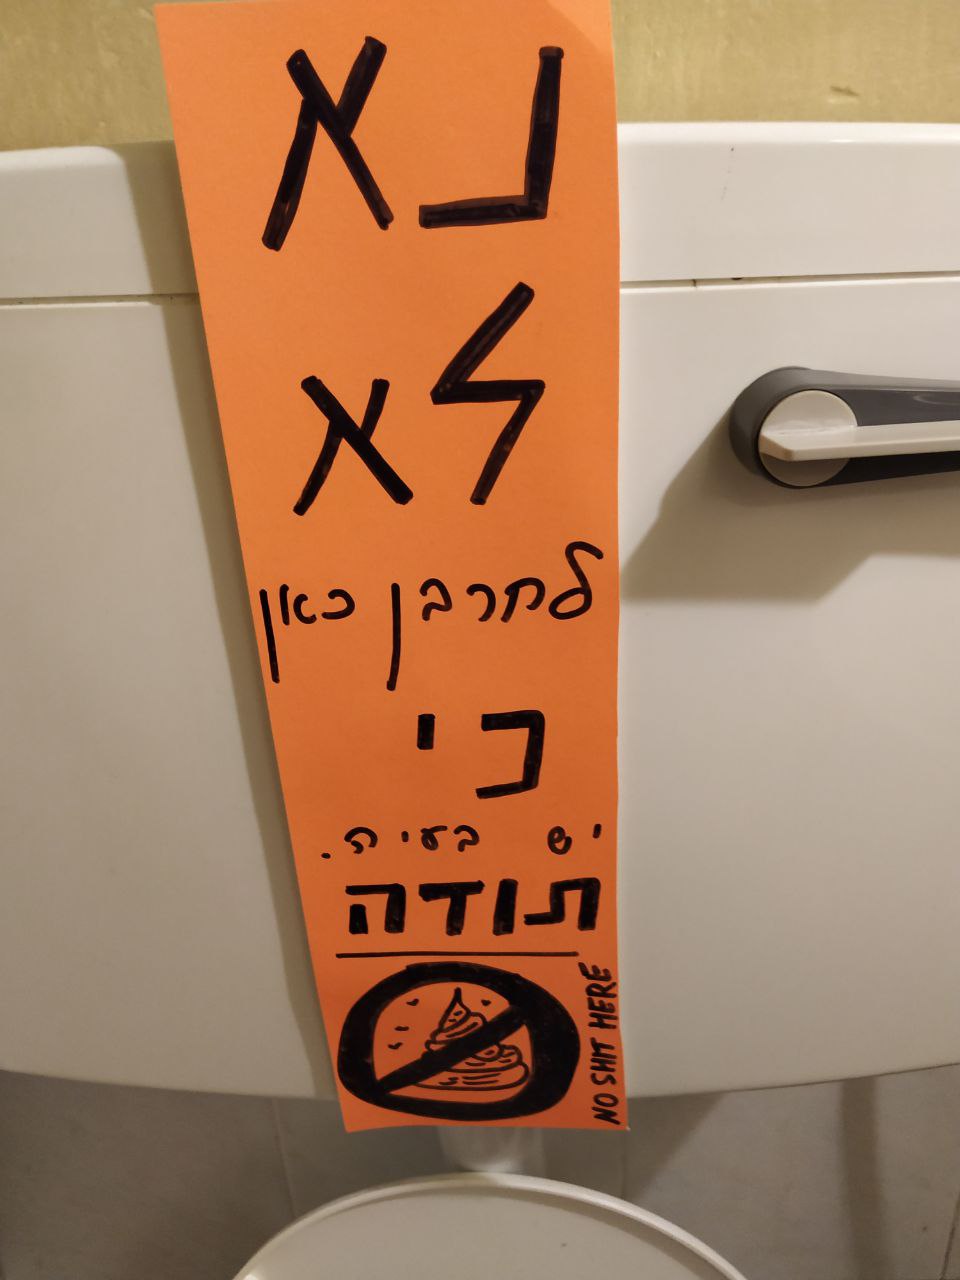 נא
לא
לחרבן כאן
כי
יש בעיה.
תודה
NO SHIT HERE